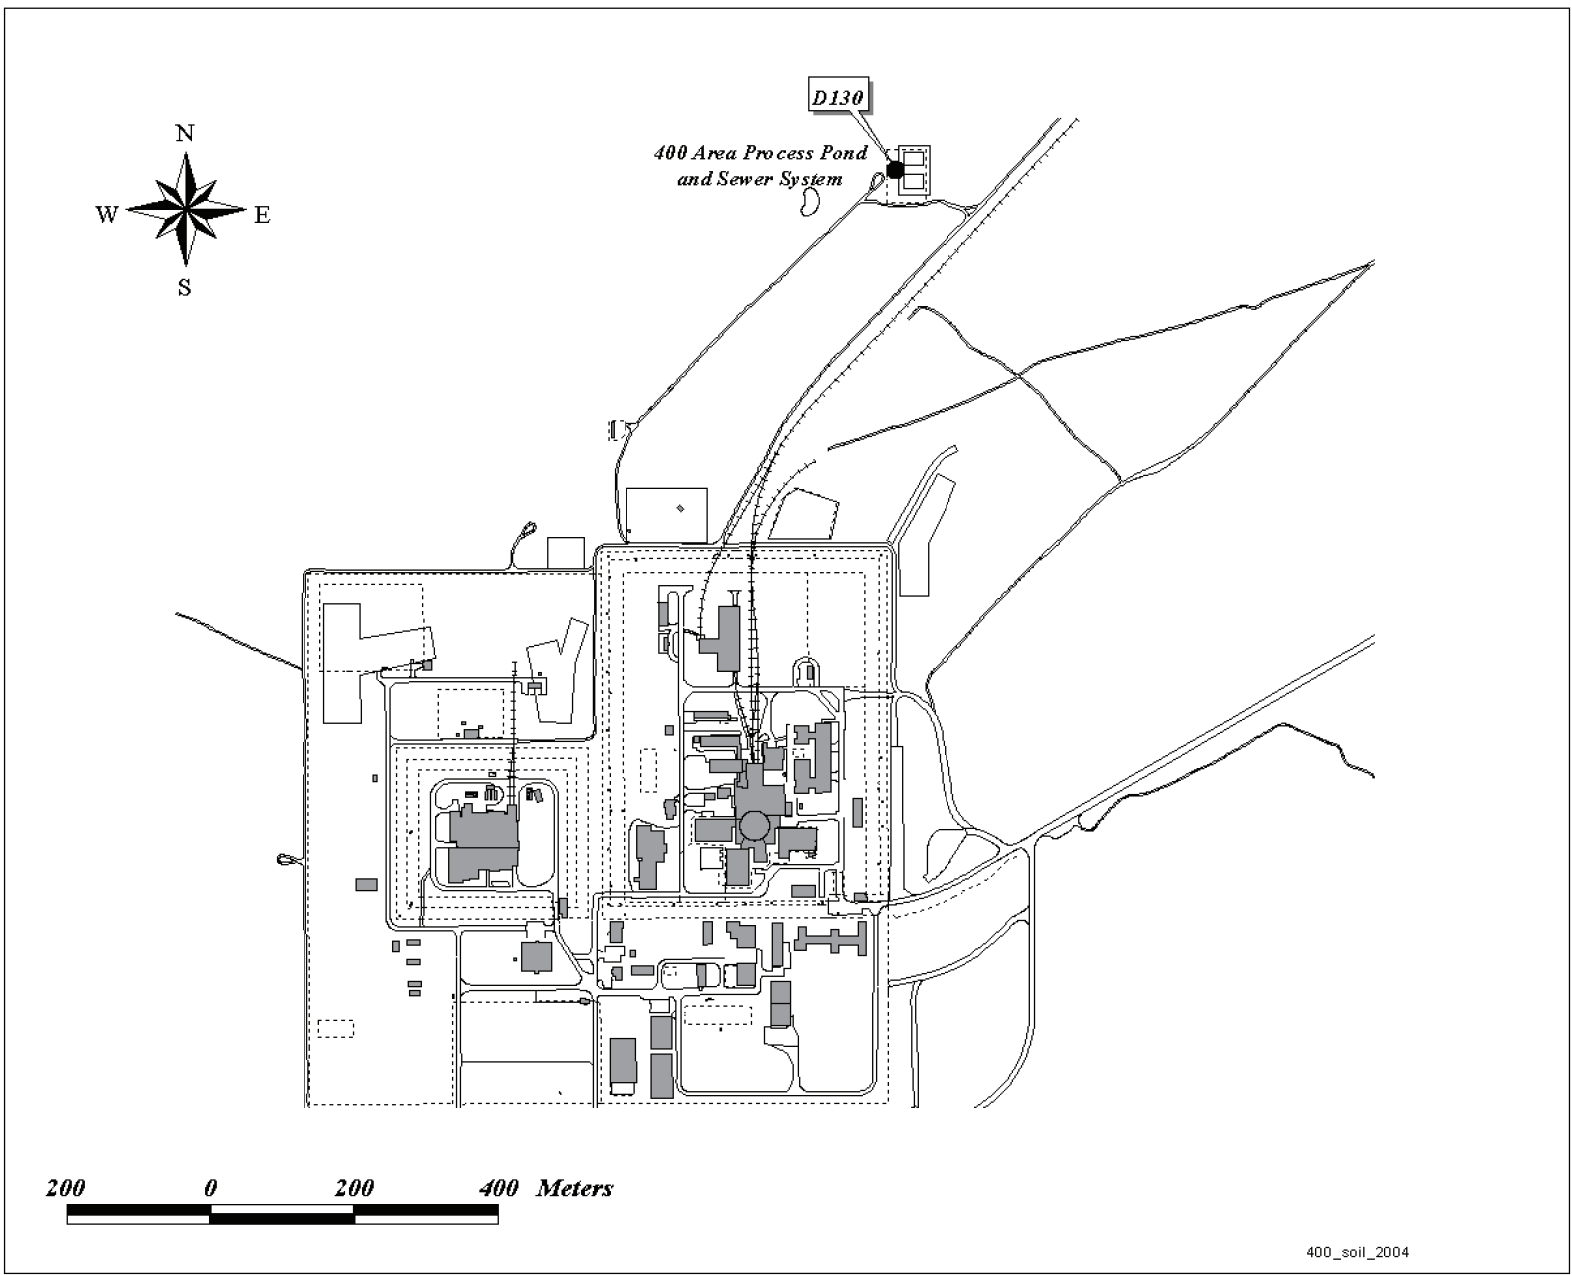 D130
400 Area Process Pond
and Sewer System
N
W E
S
200 0 200 400 Meters
400_soil_2004